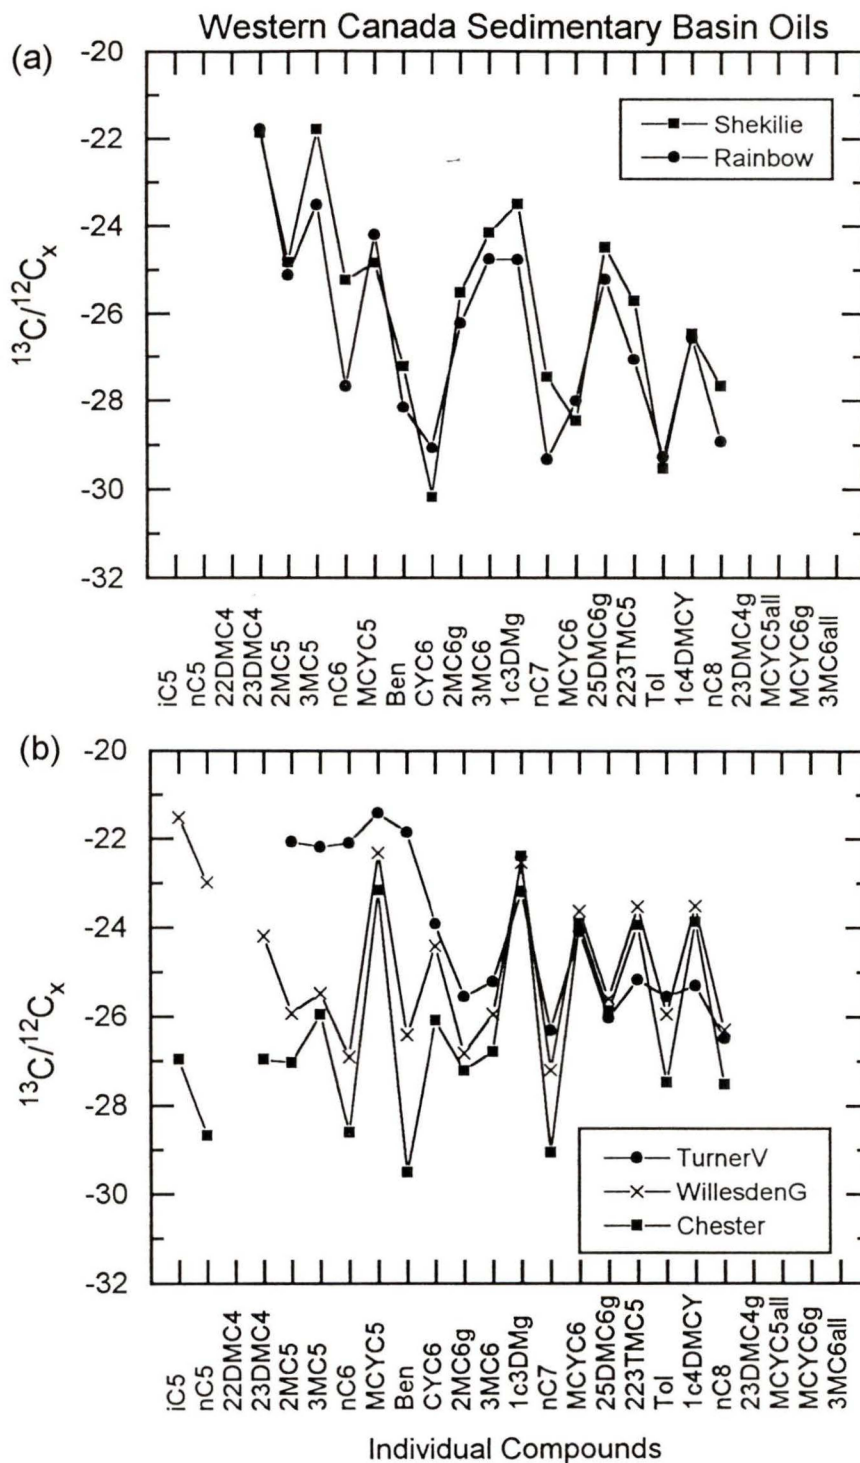 Western Canada Sedimentary Basin Oils
(a)
-20
-22
-24
-26
-28
-30
-32
13C/12Cx
Shekilie
Rainbow
iC5
nC5
22DMC4
23DMC4
2MC5
3MC5
nC6
MCYC5
Ben
CYC6
2MC6g
3MC6
1c3DMg
nC7
MCYC6
25DMC6g
223TMC5
Tol
1c4DMCY
nC8
23DMC4g
MCYC5all
MCYC6g
3MC6all
(b)
-20
-22
-24
-26
-28
-30
-32
13C/12Cx
TurnerV
WillesdenG
Chester
iC5
nC5
22DMC4
23DMC4
2MC5
3MC5
nC6
MCYC5
Ben
CYC6
2MC6g
3MC6
1c3DMg
nC7
MCYC6
25DMC6g
223TMC5
Tol
1c4DMCY
nC8
23DMC4g
MCYC5all
MCYC6g
3MC6all
Individual Compounds